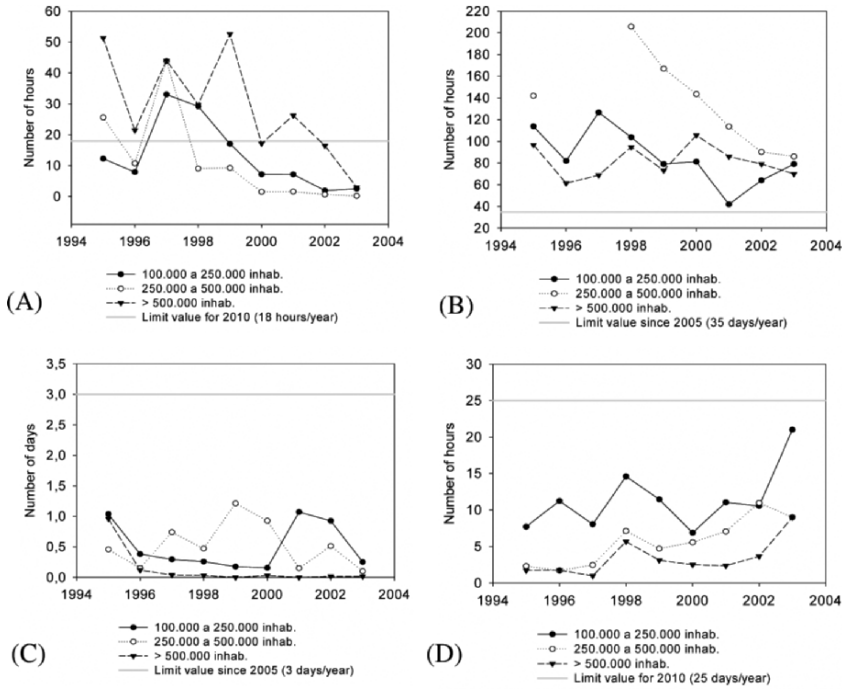 60
50
40
30
20
10
0
Number of hours
1994 1996 1998 2000 2002 2004
100.000 a 250.000 inhab.
250.000 a 500.000 inhab.
> 500.000 inhab.
Limit value for 2010 (18 hours/year)
(A)
220
200
180
160
140
120
100
80
60
40
20
Number of hours
1994 1996 1998 2000 2002 2004
100.000 a 250.000 inhab.
250.000 a 500.000 inhab.
> 500.000 inhab.
Limit value since 2005 (35 days/year)
(B)
3,5
3,0
2,5
2,0
1,5
1,0
0,5
0,0
Number of days
1994 1996 1998 2000 2002 2004
100.000 a 250.000 inhab.
250.000 a 500.000 inhab.
> 500.000 inhab.
Limit value since 2005 (3 days/year)
(C)
30
25
20
15
10
5
0
Number of hours
1994 1996 1998 2000 2002 2004
100.000 a 250.000 inhab.
250.000 a 500.000 inhab.
> 500.000 inhab.
Limit value for 2010 (25 days/year)
(D)